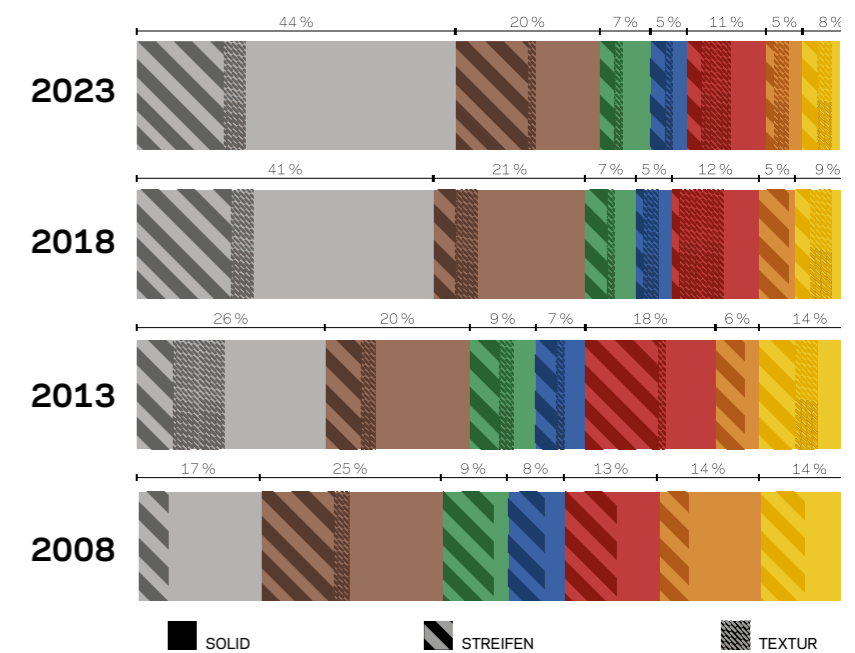 44 % 20 % 7 % 5 % 11 % 5 % 8 %
2023
41 % 21 % 7 % 5 % 12 % 5 % 9 %
2018
26 % 20 % 9 % 7 % 18 % 6 % 14 %
2013
17 % 25 % 9 % 8 % 13 % 14 % 14 %
2008
SOLID STREIFEN TEXTUR